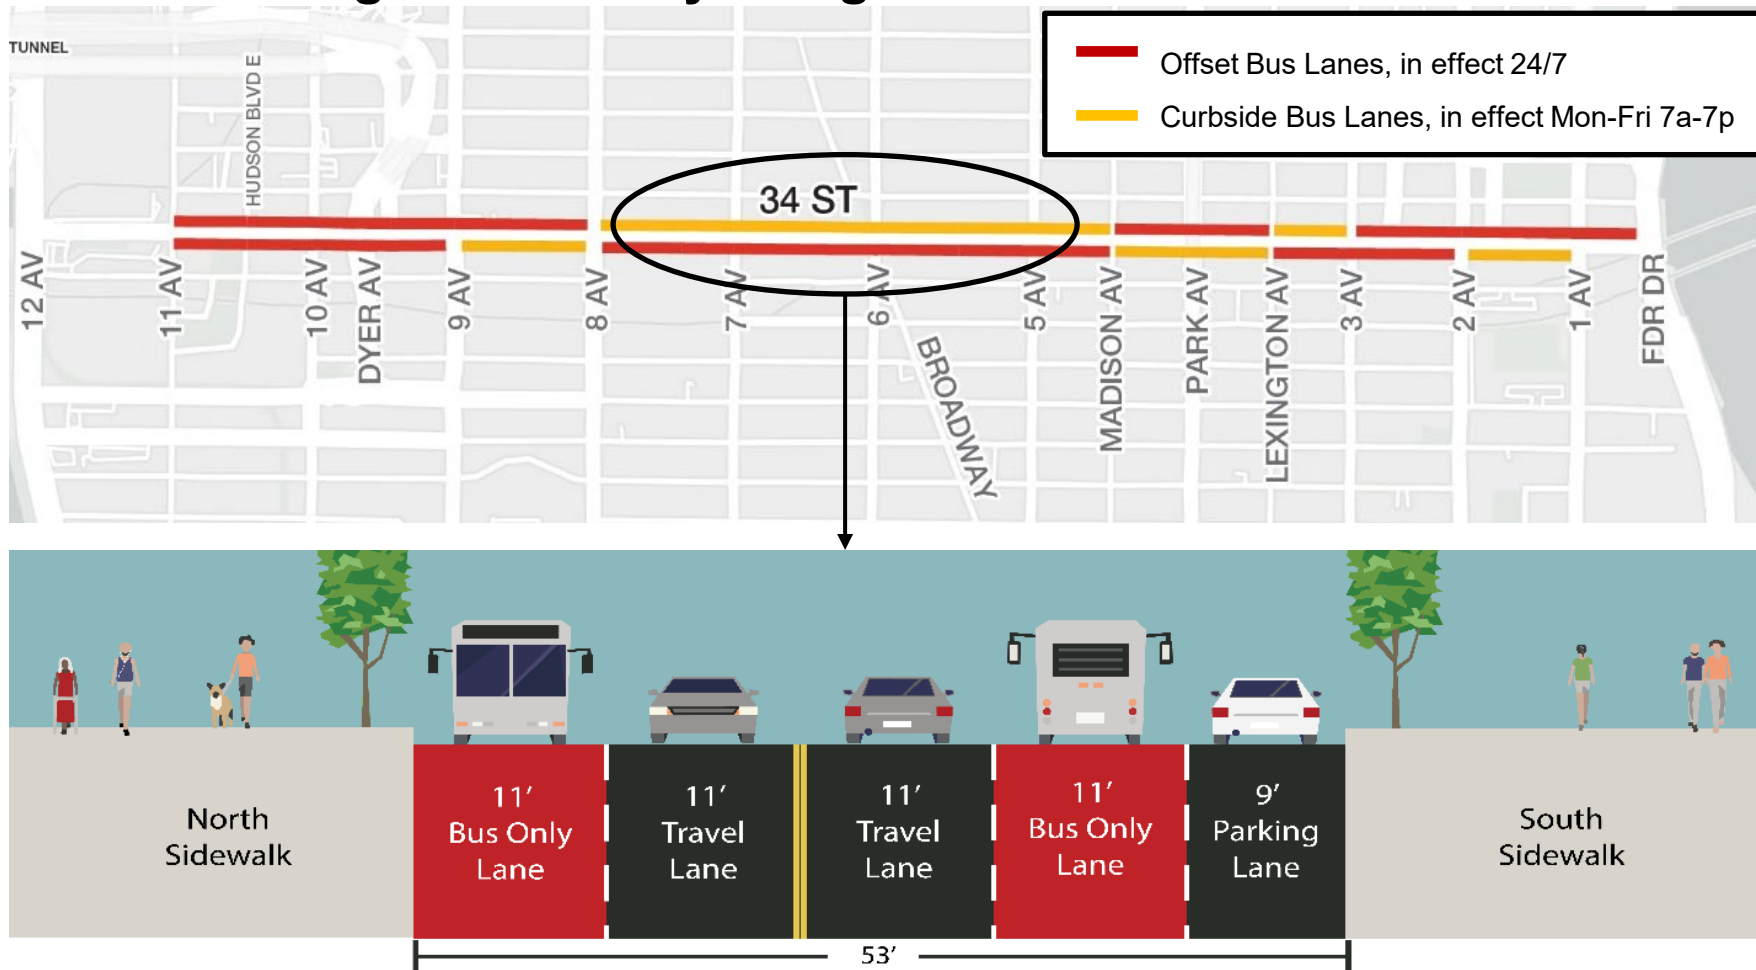 TUNNEL
HUDSON BLVD E
Offset Bus Lanes, in effect 24/7
Curbside Bus Lanes, in effect Mon-Fri 7a-7p
34 ST
12 AV
11 AV
10 AV
DYER AV
9 AV
8 AV
7 AV
6 AV
BROADWAY
5 AV
MADISON AV
PARK AV
LEXINGTON AV
3 AV
2 AV
1 AV
FDR DR
North
Sidewalk
11'
Bus Only
Lane
11'
Travel
Lane
11'
Travel
Lane
11'
Bus Only
Lane
9'
Parking
Lane
South
Sidewalk
53'